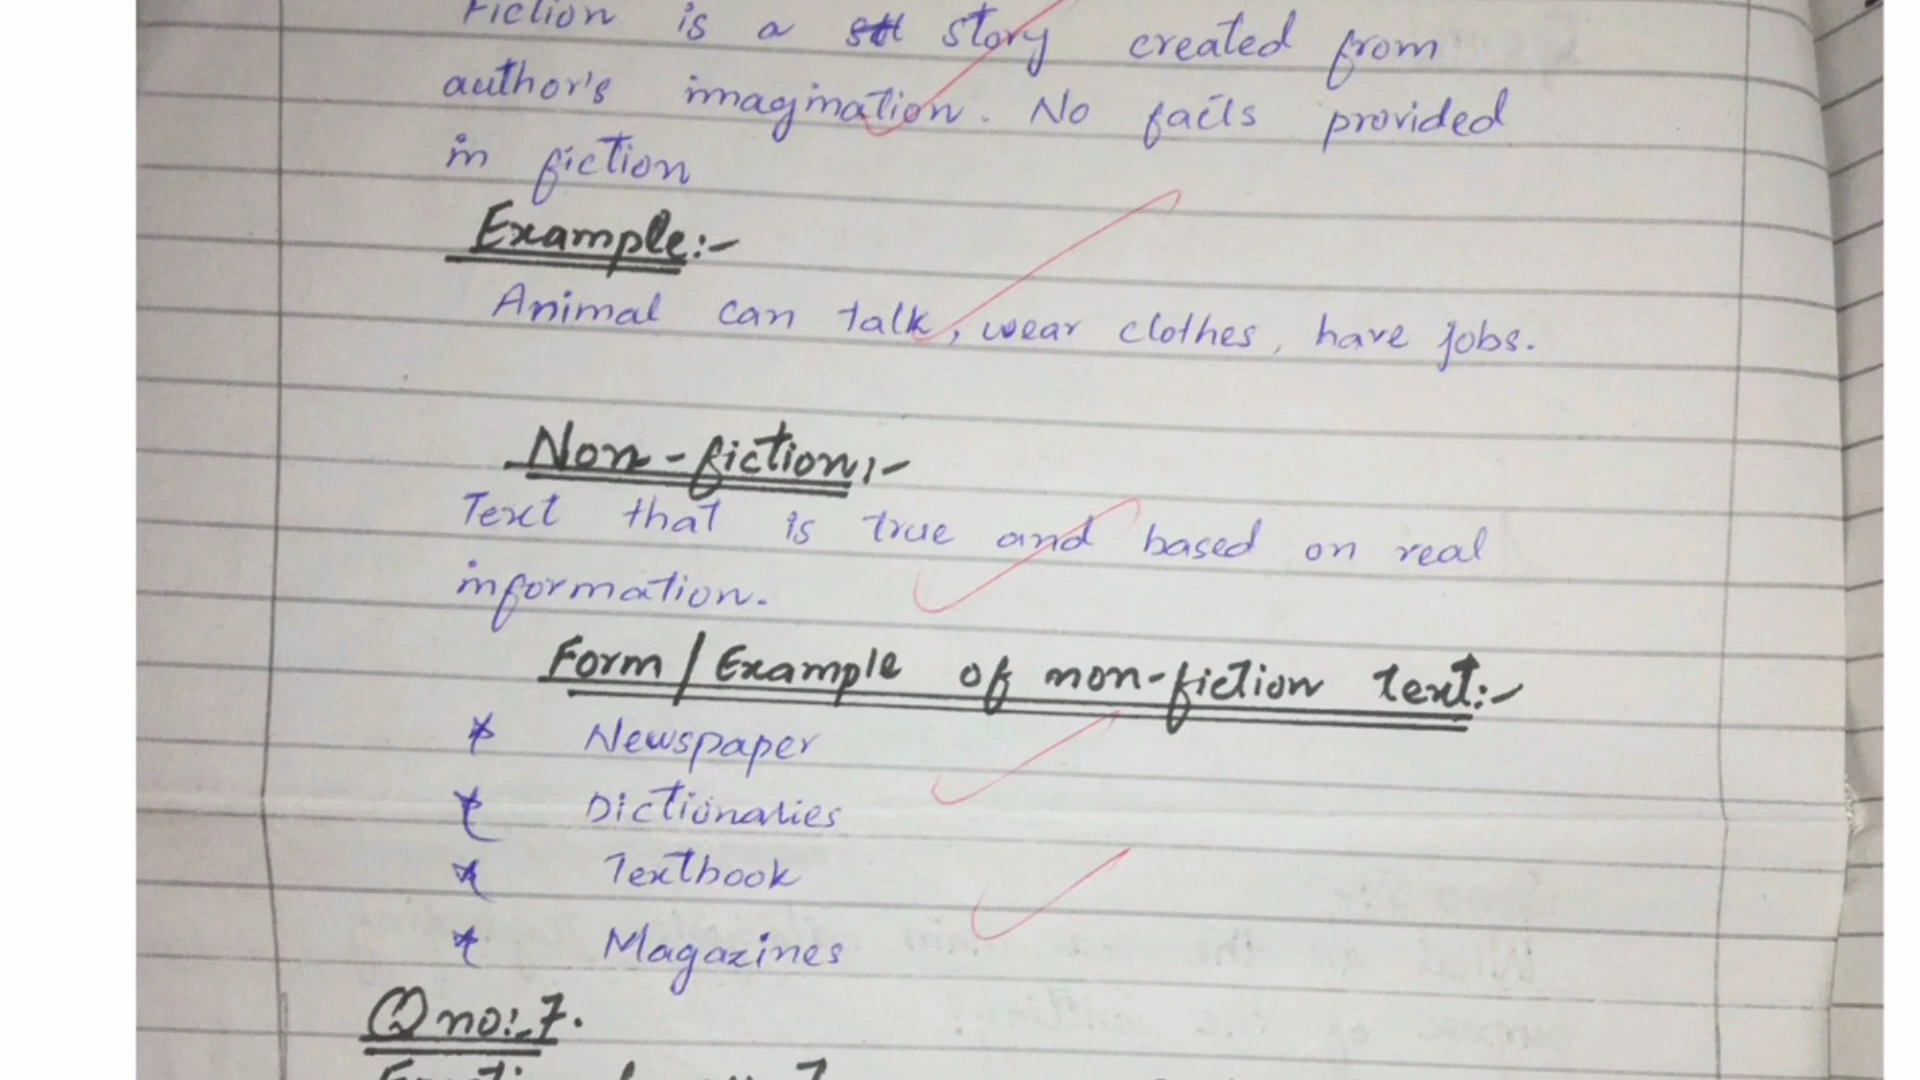 Fiction is a story created from
author's imagination. No facts provided
in fiction
Example:-
Animal can talk, wear clothes, have jobs.
Non-fiction:-
Text that is true and based on real
information.
Form/Example of non-fiction text:-
* Newspaper
* Dictionaries
* Textbook
* Magazines
Q no:-7.